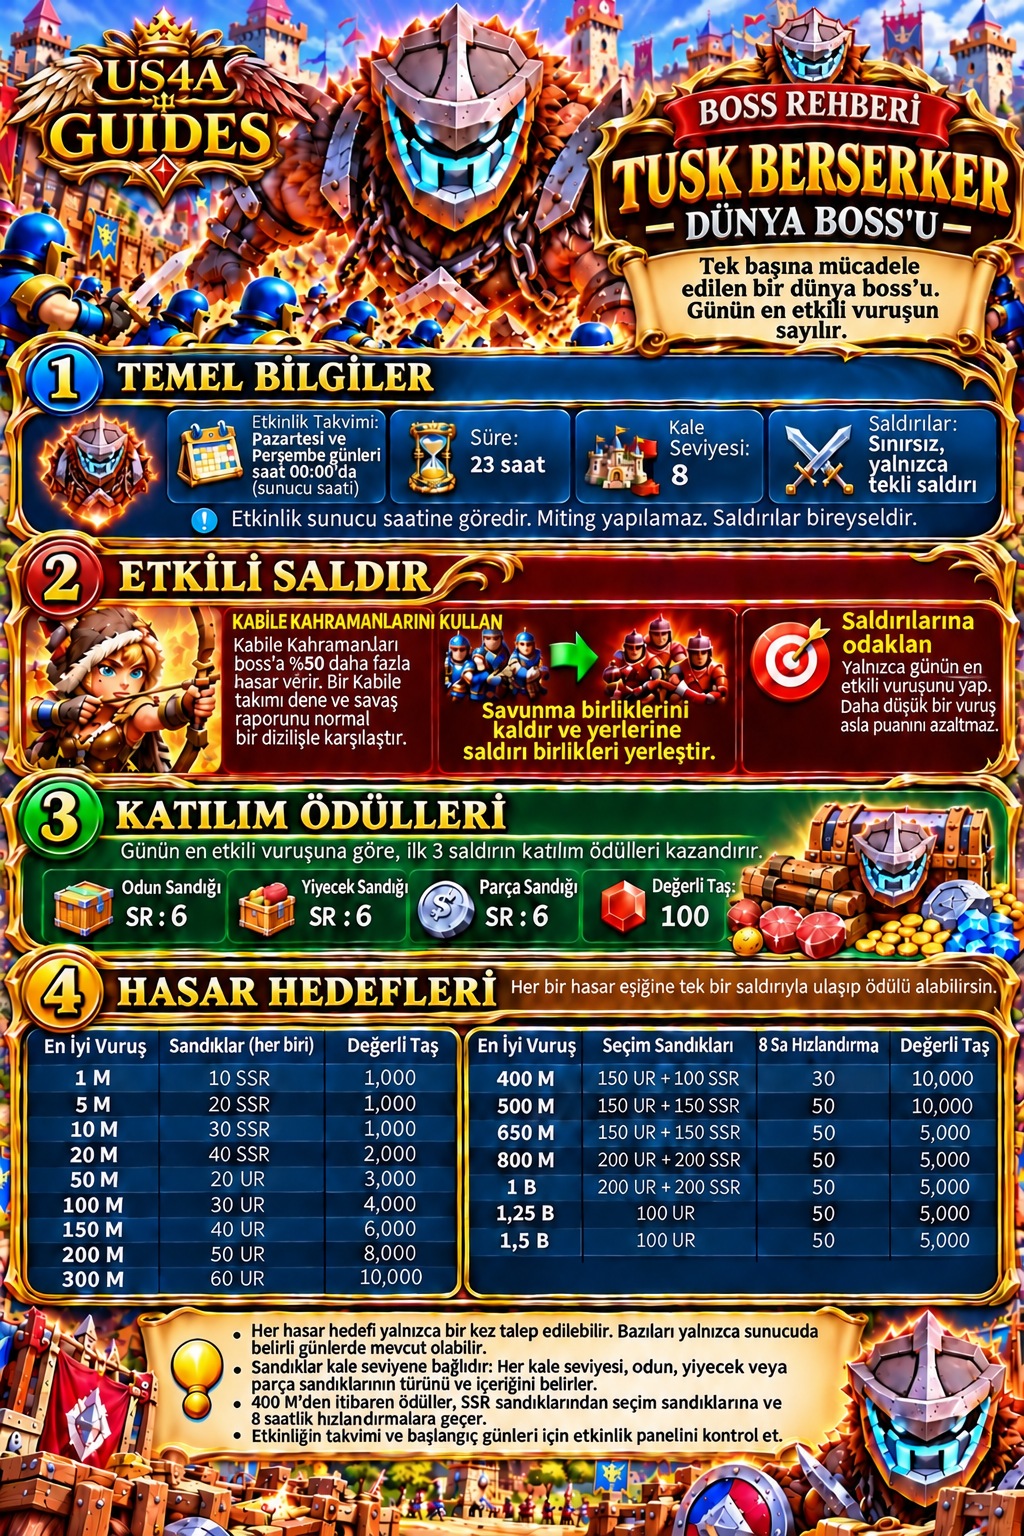 US4A
GUIDES
BOSS REHBERİ
TUSK BERSERKER
— DÜNYA BOSS'U —
Tek başına mücadele
edilen bir dünya boss'u.
Günün en etkili vuruşun
sayılır.
1 TEMEL BİLGİLER
Etkinlik Takvimi:
Pazartesi ve
Perşembe günleri
saat 00:00'da
(sunucu saati)
Süre:
23 saat
Kale
Seviyesi:
8
Saldırılar:
Sınırsız,
yalnızca
tekli saldırı
! Etkinlik sunucu saatine göredir. Miting yapılamaz. Saldırılar bireyseldir.
2 ETKİLİ SALDIR
KABİLE KAHRAMANLARINI KULLAN
Kabile Kahramanları
boss'a %50 daha fazla
hasar verir. Bir Kabile
takımı dene ve savaş
raporunu normal
bir dizilişle karşılaştır.
Savunma birliklerini
kaldır ve yerlerine
saldırı birlikleri yerleştir.
Saldırılarına
odaklan
Yalnızca günün en
etkili vuruşunu yap.
Daha düşük bir vuruş
asla puanını azaltmaz.
3 KATILIM ÖDÜLLERİ
Günün en etkili vuruşuna göre, ilk 3 saldırın katılım ödülleri kazandırır.
Odun Sandığı
SR : 6
Yiyecek Sandığı
SR : 6
Parça Sandığı
SR : 6
Değerli Taş:
100
4 HASAR HEDEFLERİ
Her bir hasar eşiğine tek bir saldırıyla ulaşıp ödülü alabilirsin.
En İyi Vuruş Sandıklar (her biri) Değerli Taş
1 M 10 SSR 1,000
5 M 20 SSR 1,000
10 M 30 SSR 1,000
20 M 40 SSR 2,000
50 M 20 UR 3,000
100 M 30 UR 4,000
150 M 40 UR 6,000
200 M 50 UR 8,000
300 M 60 UR 10,000
En İyi Vuruş Seçim Sandıkları 8 Sa Hızlandırma Değerli Taş
400 M 150 UR + 100 SSR 30 10,000
500 M 150 UR + 150 SSR 50 10,000
650 M 150 UR + 150 SSR 50 5,000
800 M 200 UR + 200 SSR 50 5,000
1 B 200 UR + 200 SSR 50 5,000
1,25 B 100 UR 50 5,000
1,5 B 100 UR 50 5,000
• Her hasar hedefi yalnızca bir kez talep edilebilir. Bazıları yalnızca sunucuda
belirli günlerde mevcut olabilir.
• Sandıklar kale seviyene bağlıdır: Her kale seviyesi, odun, yiyecek veya
parça sandıklarının türünü ve içeriğini belirler.
• 400 M'den itibaren ödüller, SSR sandıklarından seçim sandıklarına ve
8 saatlik hızlandırmalara geçer.
• Etkinliğin takvimi ve başlangıç günleri için etkinlik panelini kontrol et.